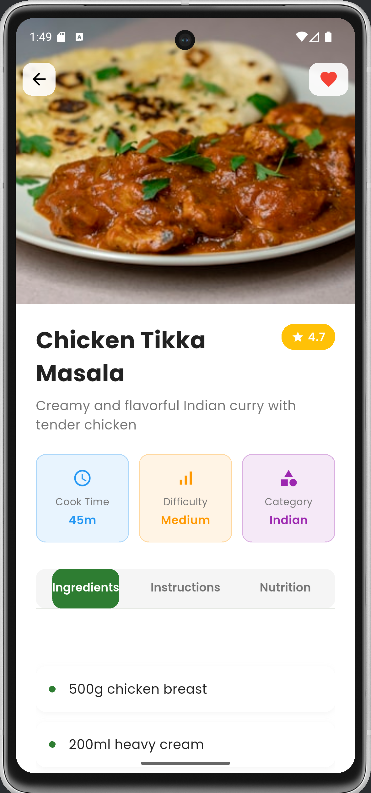 1:49
Chicken Tikka
Masala
4.7
Creamy and flavorful Indian curry with
tender chicken
Cook Time
45m
Difficulty
Medium
Category
Indian
Ingredients
Instructions
Nutrition
500g chicken breast
200ml heavy cream